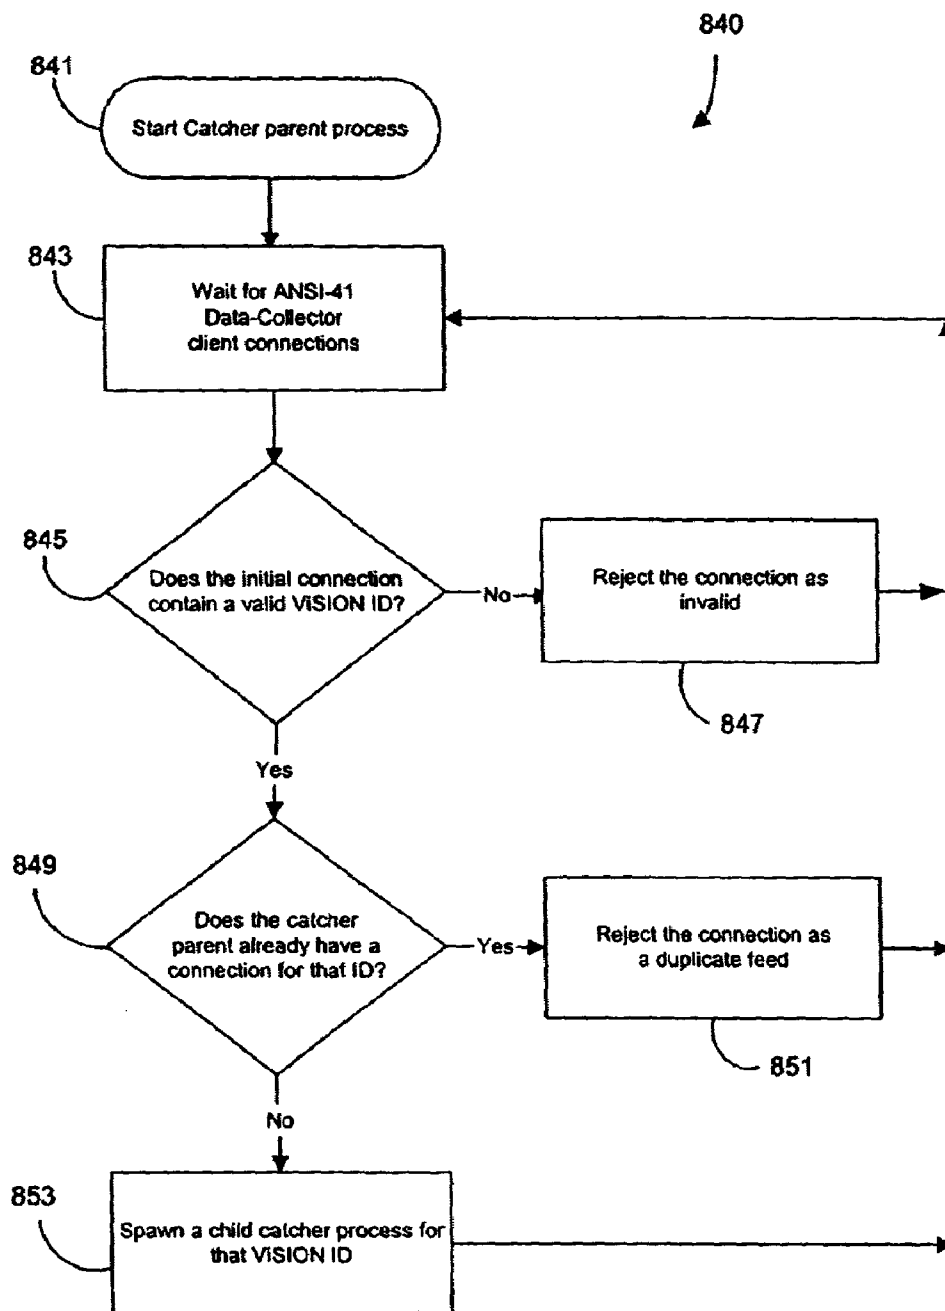 840
841
Start Catcher parent process
843
Wait for ANSI-41
Data-Collector
client connections
845
Does the initial connection
contain a valid ViSION ID?
No
Reject the connection as
invalid
847
Yes
849
Does the catcher
parent already have a
connection for that ID?
Yes
Reject the connection as
a duplicate feed
851
No
853
Spawn a child catcher process for
that ViSION ID